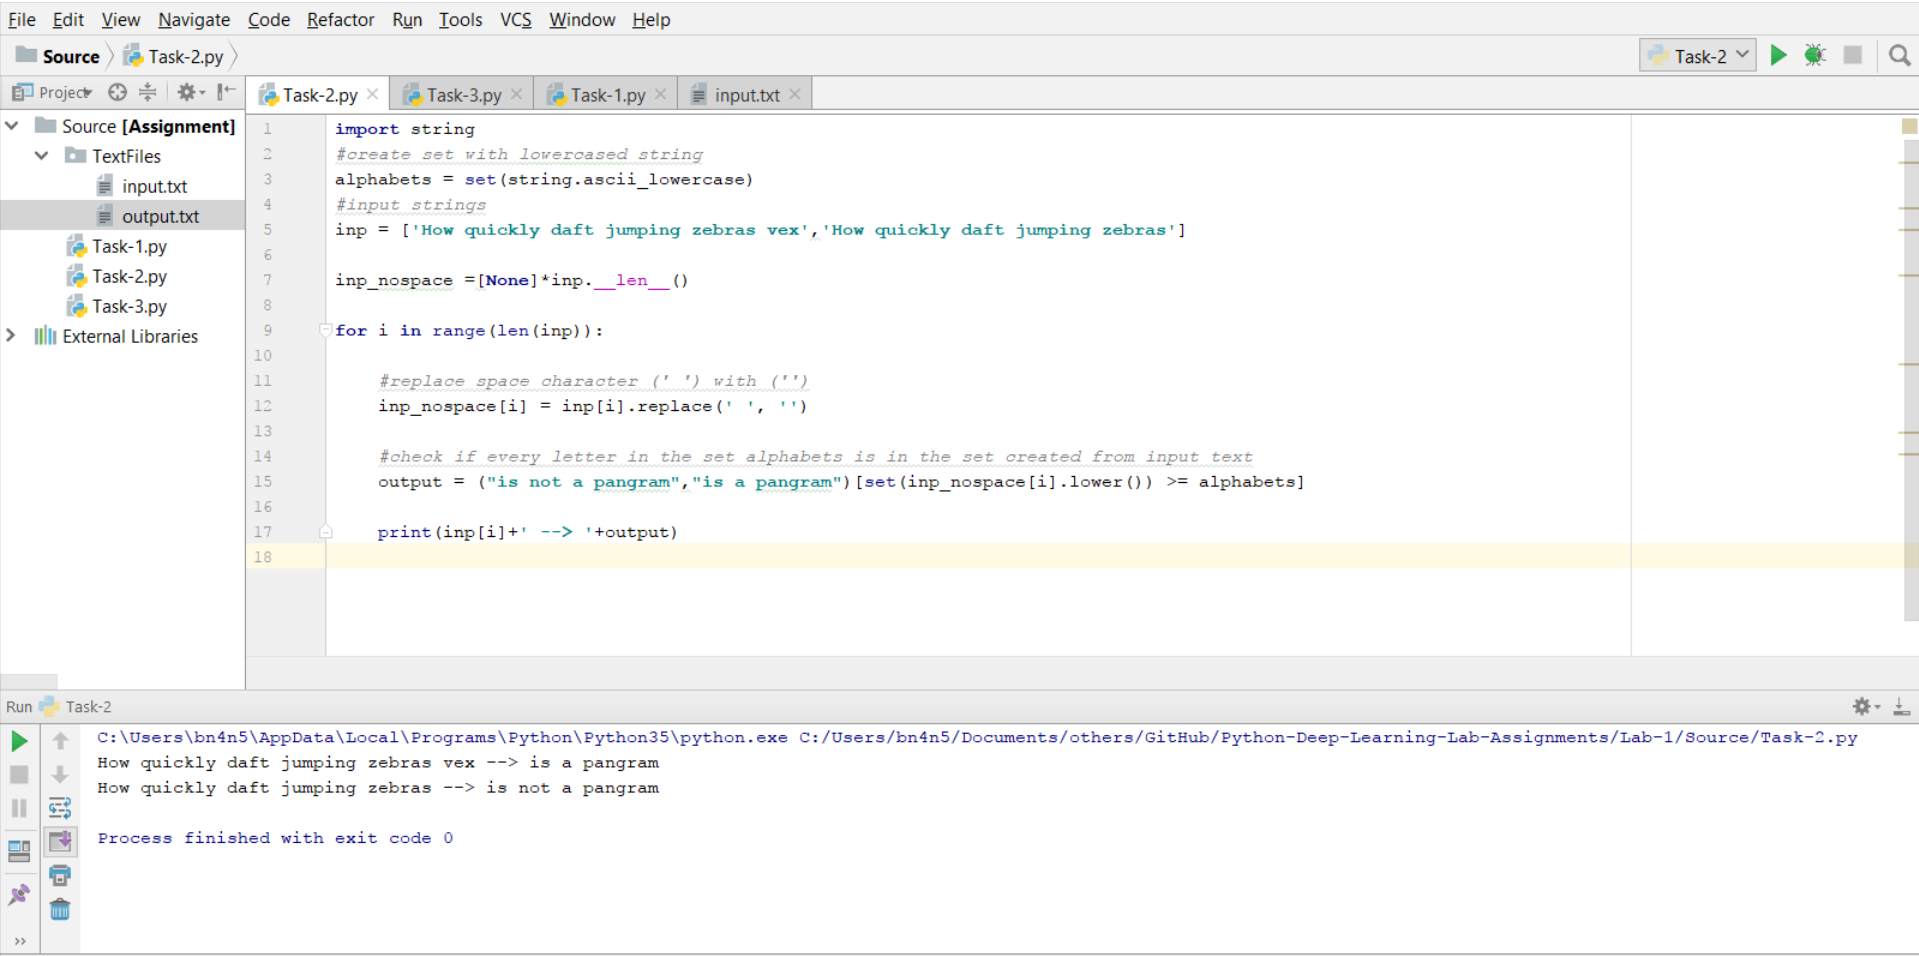 File Edit View Navigate Code Refactor Run Tools VCS Window Help
Source Task-2.py Task-2
Project Task-2.py Task-3.py Task-1.py input.txt
Source [Assignment]
TextFiles
input.txt
output.txt
Task-1.py
Task-2.py
Task-3.py
External Libraries
1 import string
2 #create set with lowercased string
3 alphabets = set(string.ascii_lowercase)
4 #input strings
5 inp = ['How quickly daft jumping zebras vex','How quickly daft jumping zebras']
6
7 inp_nospace =[None]*inp.__len__()
8
9 for i in range(len(inp)):
10
11     #replace space character (' ') with ('')
12     inp_nospace[i] = inp[i].replace(' ', '')
13
14     #check if every letter in the set alphabets is in the set created from input text
15     output = ("is not a pangram","is a pangram")[set(inp_nospace[i].lower()) >= alphabets]
16
17     print(inp[i]+' --> '+output)
18
Run Task-2
C:\Users\bn4n5\AppData\Local\Programs\Python\Python35\python.exe C:/Users/bn4n5/Documents/others/GitHub/Python-Deep-Learning-Lab-Assignments/Lab-1/Source/Task-2.py
How quickly daft jumping zebras vex --> is a pangram
How quickly daft jumping zebras --> is not a pangram
Process finished with exit code 0